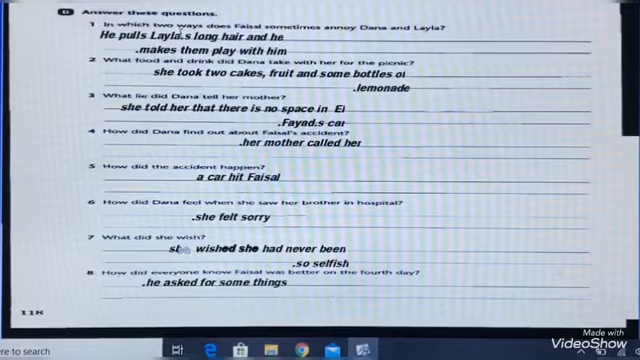 B Answer these questions.
1 In which two ways does Faisal sometimes annoy Dana and Layla?
He pulls Layla.s long hair and he
.makes them play with him
2 What food and drink did Dana take with her for the picnic?
she took two cakes, fruit and some bottles of
.lemonade
3 What lie did Dana tell her mother?
she told her that there is no space in El
.Fayad.s car
4 How did Dana find out about Faisal's accident?
.her mother called her
5 How did the accident happen?
a car hit Faisal
6 How did Dana feel when she saw her brother in hospital?
.she felt sorry
7 What did she wish?
wished she had never been
.so selfish
8 How did everyone know Faisal was better on the fourth day?
.he asked for some things
118
re to search
Made with
VideoShow